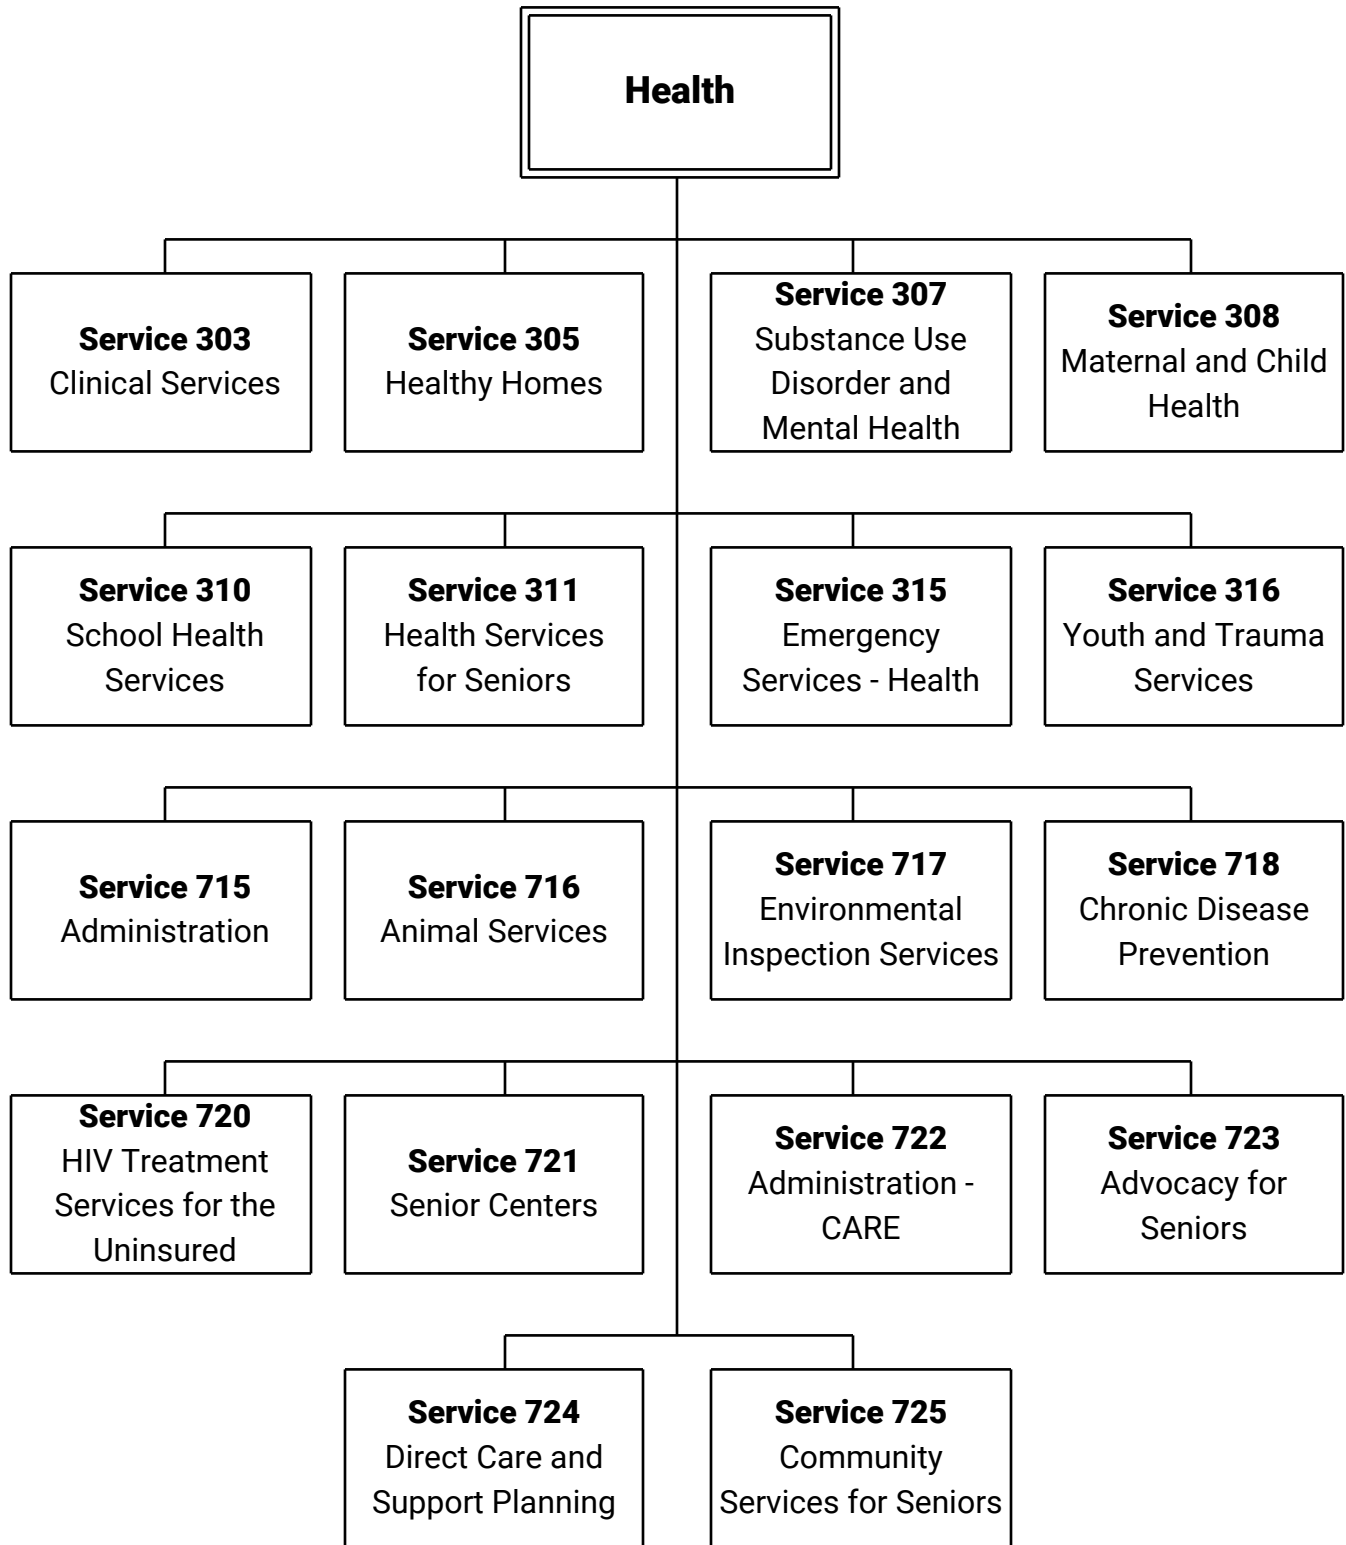 Health
Service 303
Clinical Services
Service 305
Healthy Homes
Service 307
Substance Use
Disorder and
Mental Health
Service 308
Maternal and Child
Health
Service 310
School Health
Services
Service 311
Health Services
for Seniors
Service 315
Emergency
Services - Health
Service 316
Youth and Trauma
Services
Service 715
Administration
Service 716
Animal Services
Service 717
Environmental
Inspection Services
Service 718
Chronic Disease
Prevention
Service 720
HIV Treatment
Services for the
Uninsured
Service 721
Senior Centers
Service 722
Administration -
CARE
Service 723
Advocacy for
Seniors
Service 724
Direct Care and
Support Planning
Service 725
Community
Services for Seniors